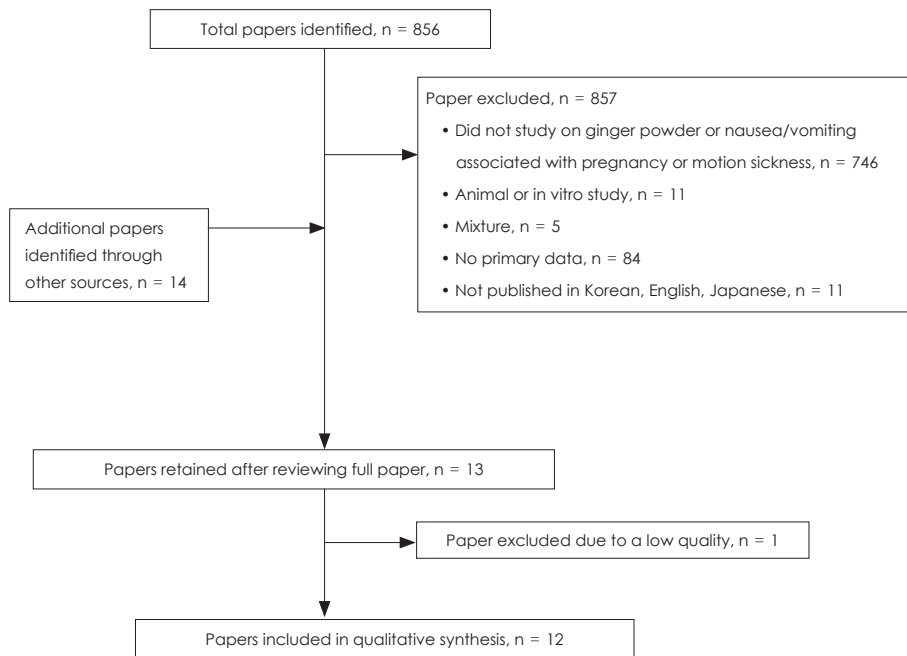 Total papers identified, n = 856
Paper excluded, n = 857
• Did not study on ginger powder or nausea/vomiting
associated with pregnancy or motion sickness, n = 746
• Animal or in vitro study, n = 11
• Mixture, n = 5
• No primary data, n = 84
• Not published in Korean, English, Japanese, n = 11
Additional papers
identified through
other sources, n = 14
Papers retained after reviewing full paper, n = 13
Paper excluded due to a low quality, n = 1
Papers included in qualitative synthesis, n = 12